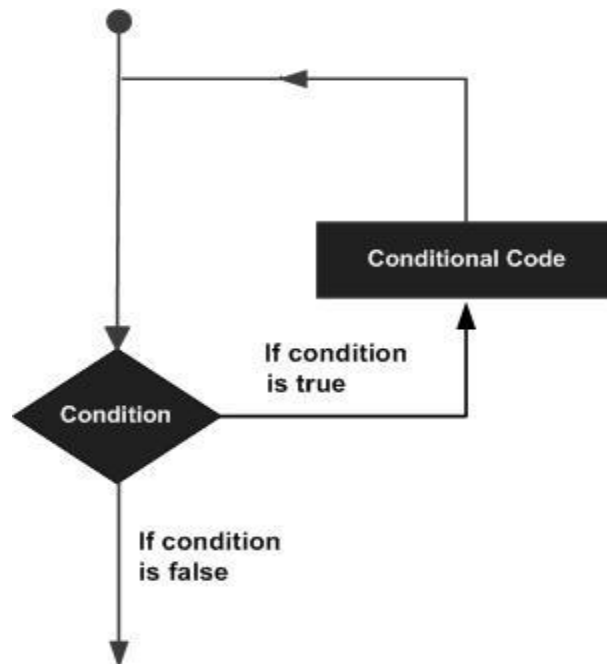 Conditional Code
If condition
is true
Condition
If condition
is false